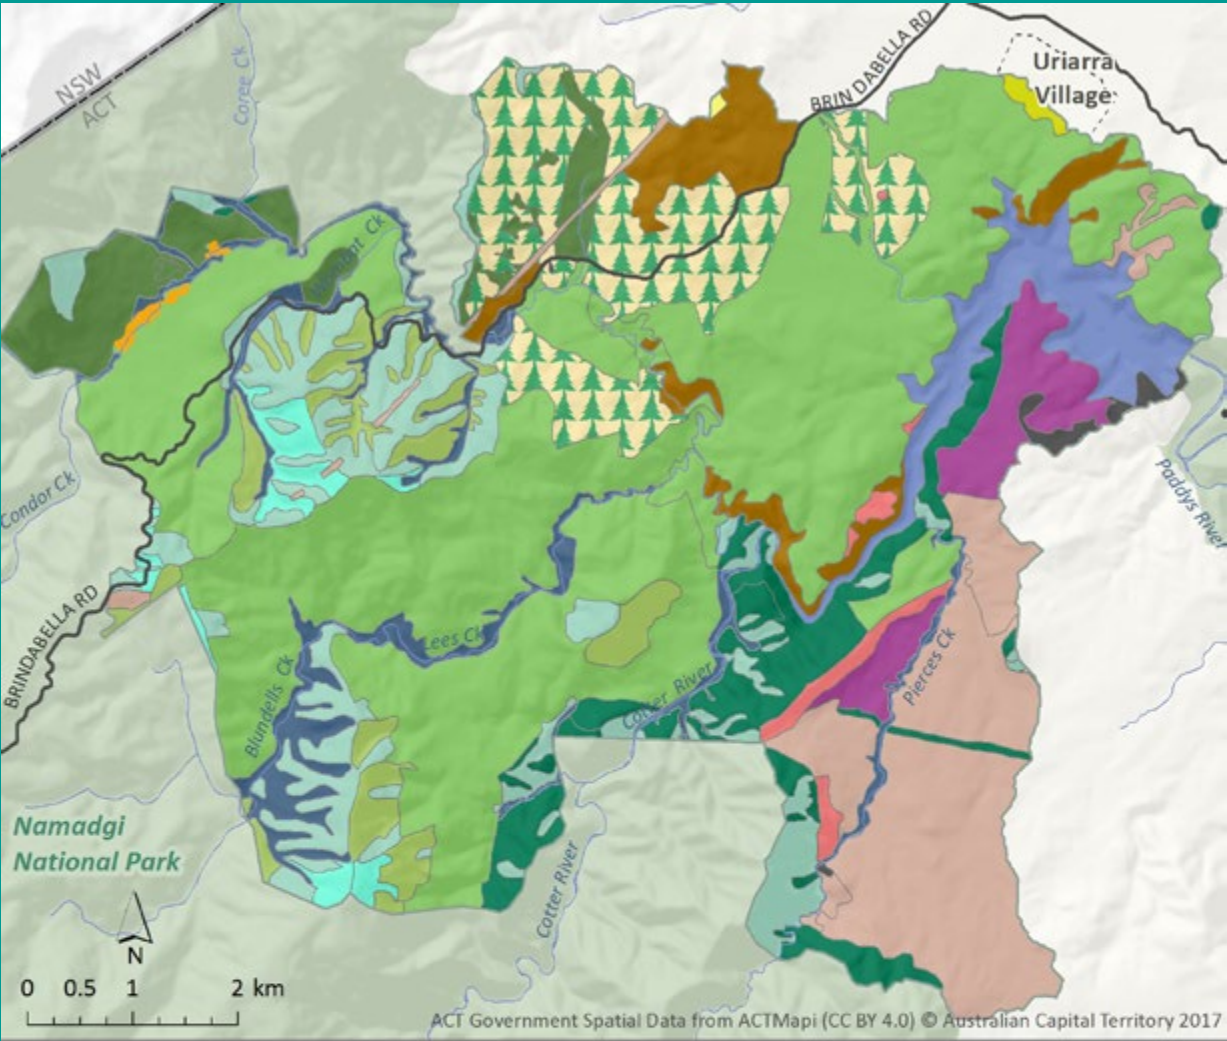 NSW
ACT
Coree Ck
BRINDABELLA RD
Uriarra
Village
Condor Ck
Paddys River
BRINDABELLA RD
Lees Ck
Blundells Ck
Cotter River
Pierces Ck
Namadgi
National Park
Cotter River
N
0 0.5 1 2 km
ACT Government Spatial Data from ACTMapi (CC BY 4.0) © Australian Capital Territory 2017